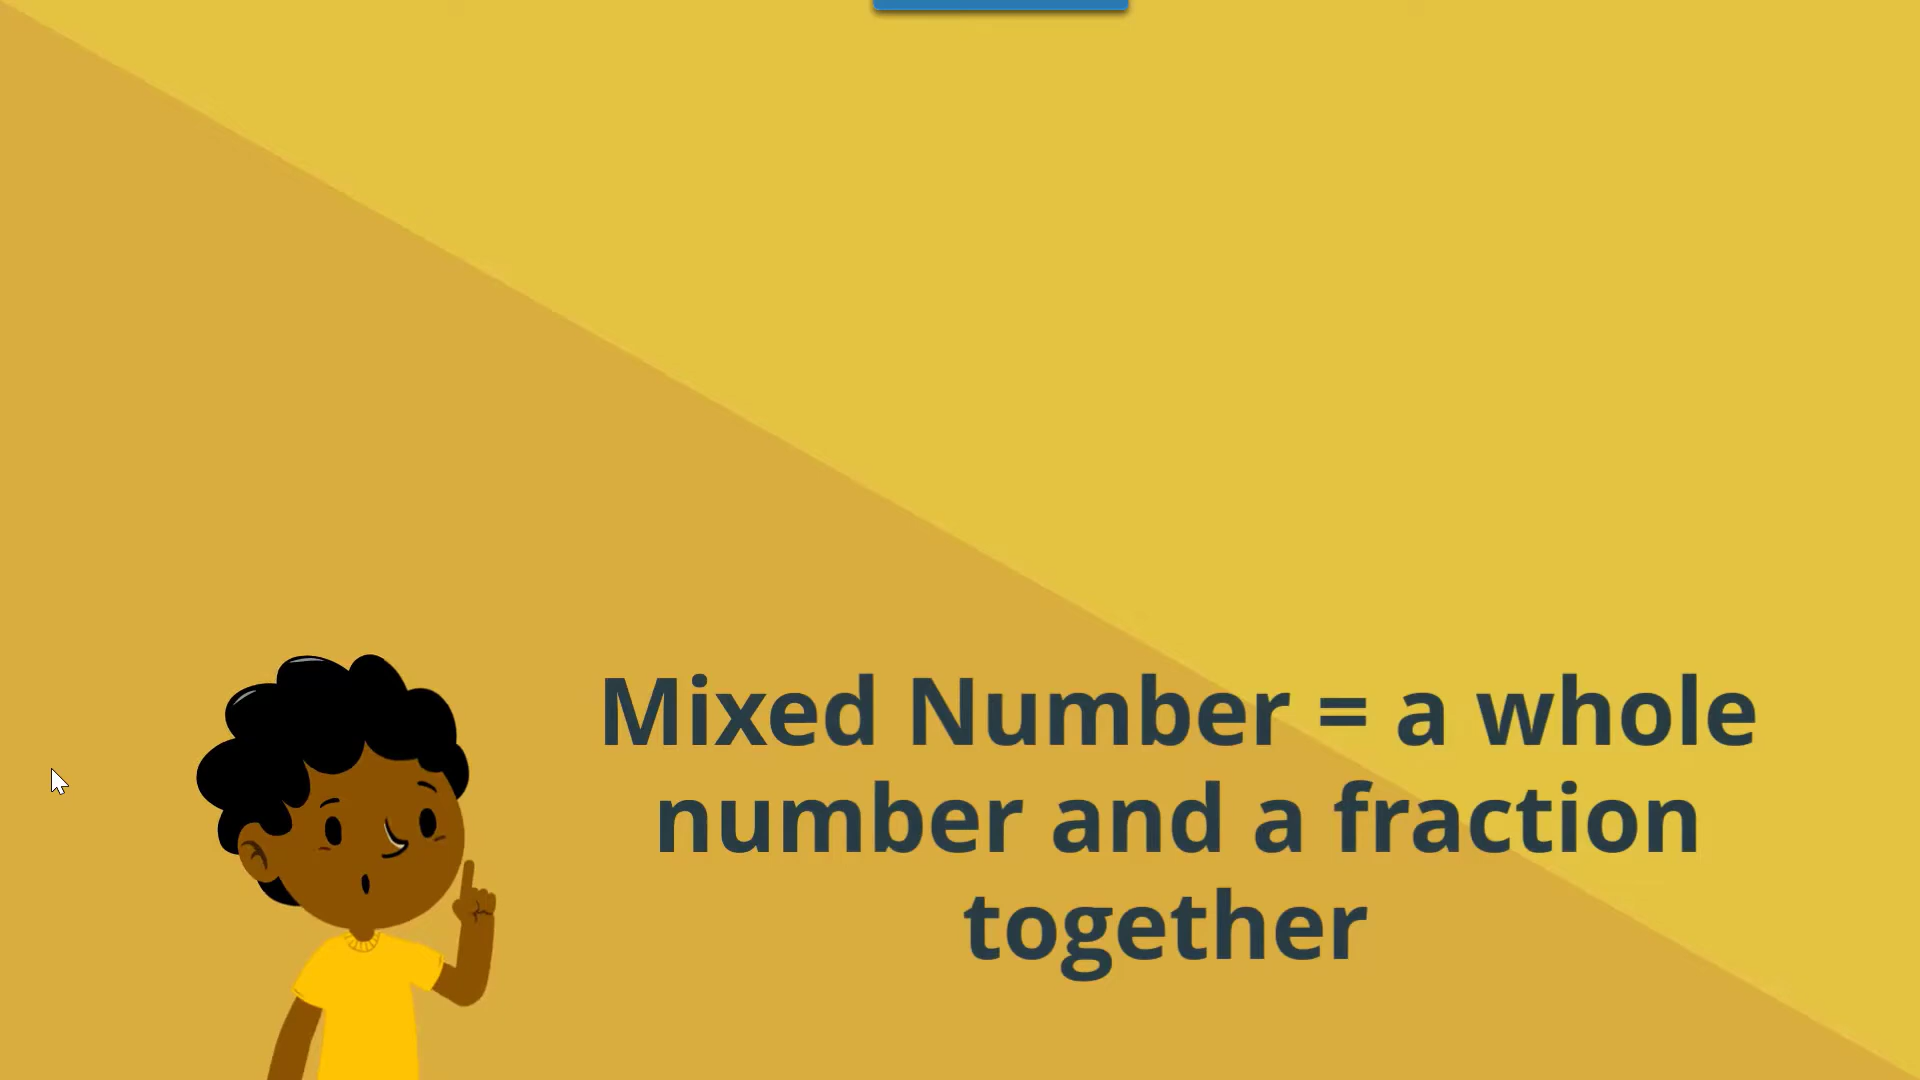 Mixed Number = a whole
number and a fraction
together